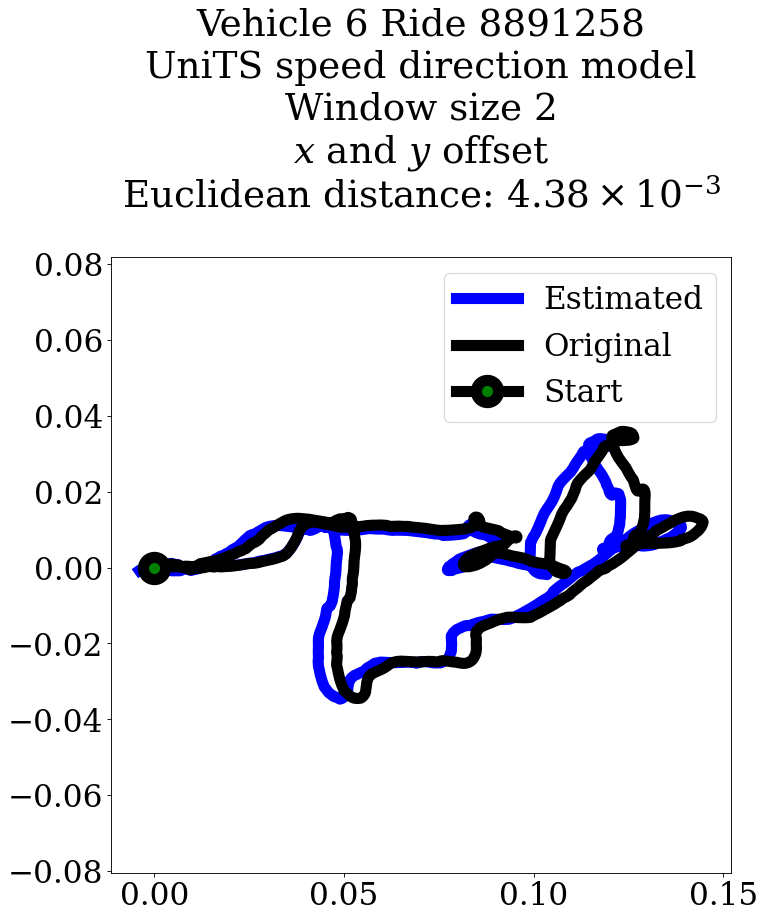 Vehicle 6 Ride 8891258
UniTS speed direction model
Window size 2
x and y offset
Euclidean distance: 4.38 × 10⁻³
Estimated
Original
Start
0.08
0.06
0.04
0.02
0.00
−0.02
−0.04
−0.06
−0.08
0.00 0.05 0.10 0.15